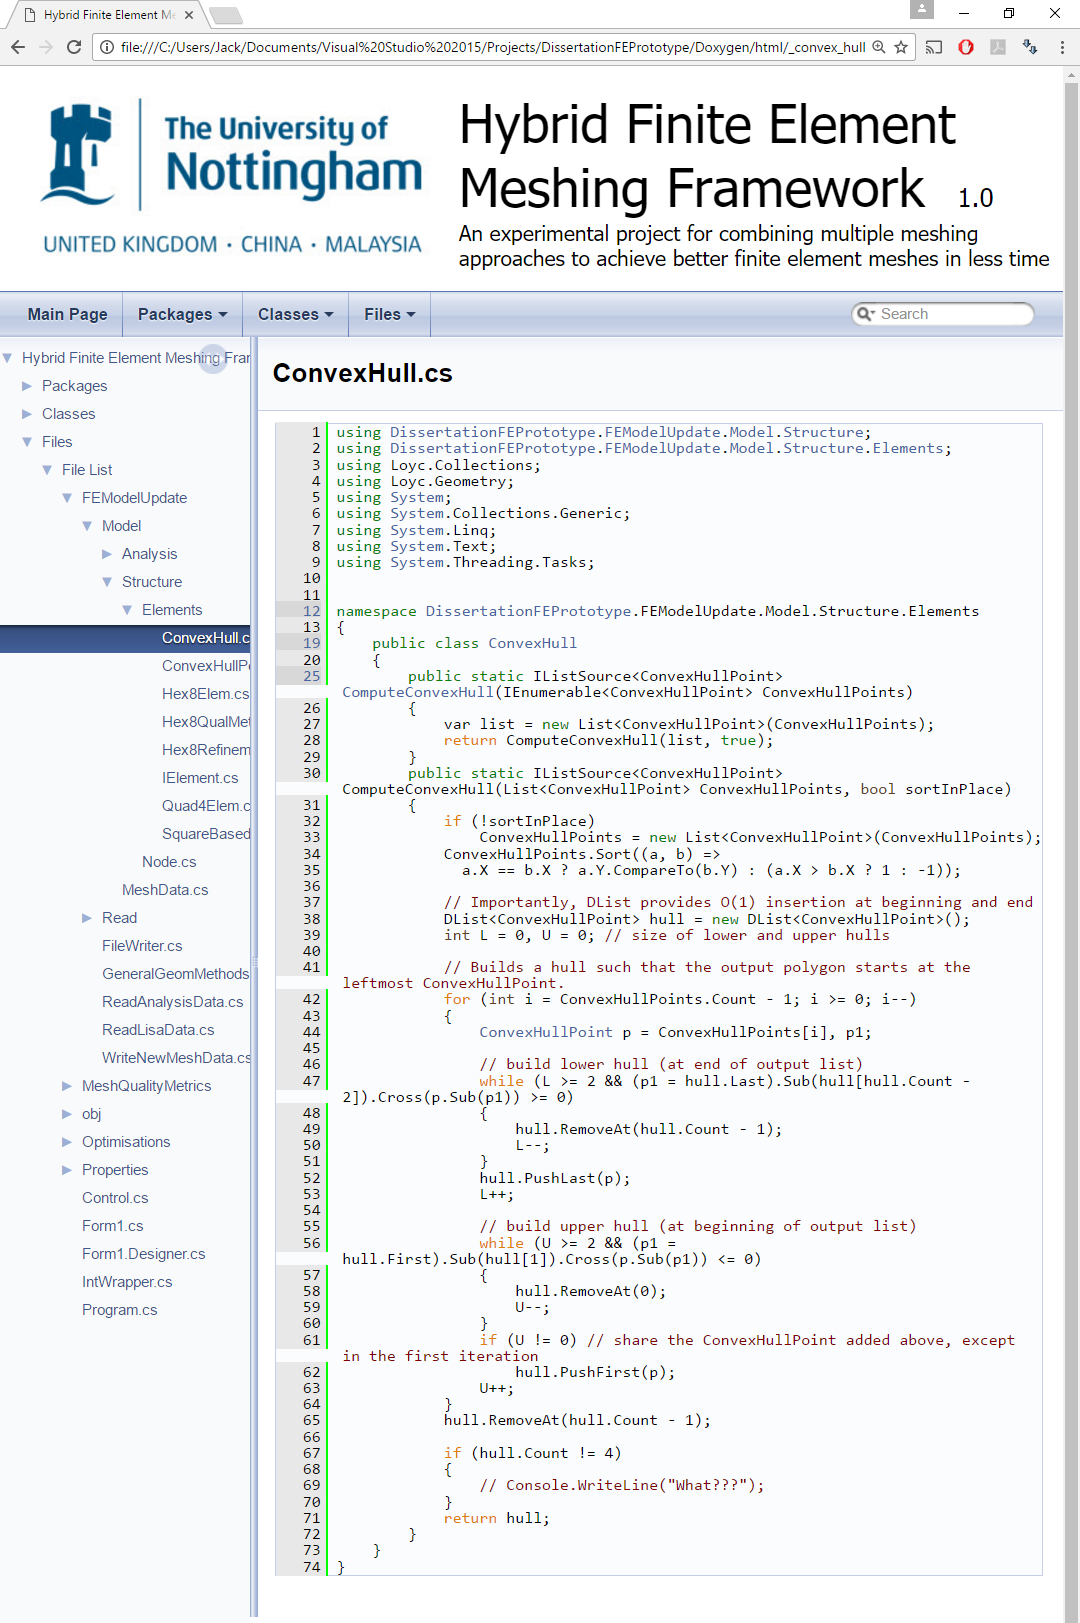 Hybrid Finite Element Me
file:///C:/Users/Jack/Documents/Visual%20Studio%202015/Projects/DissertationFEPrototype/Doxygen/html/_convex_hull
The University of
Nottingham
UNITED KINGDOM · CHINA · MALAYSIA
Hybrid Finite Element
Meshing Framework 1.0
An experimental project for combining multiple meshing
approaches to achieve better finite element meshes in less time
Main Page Packages Classes Files Search
Hybrid Finite Element Meshing Fran
Packages
Classes
Files
File List
FEModelUpdate
Model
Analysis
Structure
Elements
ConvexHull.c
ConvexHullPo
Hex8Elem.cs
Hex8QualMet
Hex8Refinem
IElement.cs
Quad4Elem.c
SquareBased
Node.cs
MeshData.cs
Read
FileWriter.cs
GeneralGeomMethods
ReadAnalysisData.cs
ReadLisaData.cs
WriteNewMeshData.cs
MeshQualityMetrics
obj
Optimisations
Properties
Control.cs
Form1.cs
Form1.Designer.cs
IntWrapper.cs
Program.cs
ConvexHull.cs
1 using DissertationFEPrototype.FEModelUpdate.Model.Structure;
2 using DissertationFEPrototype.FEModelUpdate.Model.Structure.Elements;
3 using Loyc.Collections;
4 using Loyc.Geometry;
5 using System;
6 using System.Collections.Generic;
7 using System.Linq;
8 using System.Text;
9 using System.Threading.Tasks;
10
11
12 namespace DissertationFEPrototype.FEModelUpdate.Model.Structure.Elements
13 {
19 public class ConvexHull
20 {
25 public static IListSource<ConvexHullPoint>
ComputeConvexHull(IEnumerable<ConvexHullPoint> ConvexHullPoints)
26 {
27 var list = new List<ConvexHullPoint>(ConvexHullPoints);
28 return ComputeConvexHull(list, true);
29 }
30 public static IListSource<ConvexHullPoint>
ComputeConvexHull(List<ConvexHullPoint> ConvexHullPoints, bool sortInPlace)
31 {
32 if (!sortInPlace)
33 ConvexHullPoints = new List<ConvexHullPoint>(ConvexHullPoints);
34 ConvexHullPoints.Sort((a, b) =>
35 a.X == b.X ? a.Y.CompareTo(b.Y) : (a.X > b.X ? 1 : -1));
36
37 // Importantly, DList provides O(1) insertion at beginning and end
38 DList<ConvexHullPoint> hull = new DList<ConvexHullPoint>();
39 int L = 0, U = 0; // size of lower and upper hulls
40
41 // Builds a hull such that the output polygon starts at the
leftmost ConvexHullPoint.
42 for (int i = ConvexHullPoints.Count - 1; i >= 0; i--)
43 {
44 ConvexHullPoint p = ConvexHullPoints[i], p1;
45
46 // build lower hull (at end of output list)
47 while (L >= 2 && (p1 = hull.Last).Sub(hull[hull.Count -
2]).Cross(p.Sub(p1)) >= 0)
48 {
49 hull.RemoveAt(hull.Count - 1);
50 L--;
51 }
52 hull.PushLast(p);
53 L++;
54
55 // build upper hull (at beginning of output list)
56 while (U >= 2 && (p1 =
hull.First).Sub(hull[1]).Cross(p.Sub(p1)) <= 0)
57 {
58 hull.RemoveAt(0);
59 U--;
60 }
61 if (U != 0) // share the ConvexHullPoint added above, except
in the first iteration
62 hull.PushFirst(p);
63 U++;
64 }
65 hull.RemoveAt(hull.Count - 1);
66
67 if (hull.Count != 4)
68 {
69 // Console.WriteLine("What???");
70 }
71 return hull;
72 }
73 }
74 }